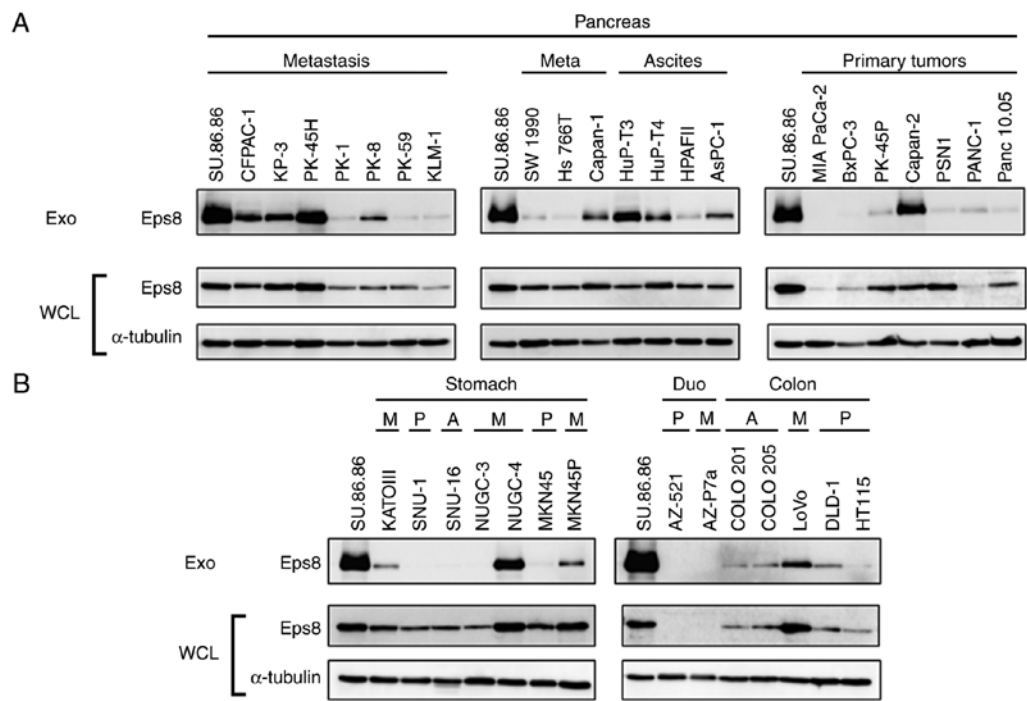 A
Pancreas
Metastasis
Meta
Ascites
Primary tumors
SU.86.86
CFPAC-1
KP-3
PK-45H
PK-1
PK-8
PK-59
KLM-1
SU.86.86
SW 1990
Hs 766T
Capan-1
HuP-T3
HuP-T4
HPAFII
AsPC-1
SU.86.86
MIA PaCa-2
BxPC-3
PK-45P
Capan-2
PSN1
PANC-1
Panc 10.05
Exo Eps8
WCL Eps8
α-tubulin
B
Stomach
Duo
Colon
M P A M P M
P M A M P
SU.86.86
KATOIII
SNU-1
SNU-16
NUGC-3
NUGC-4
MKN45
MKN45P
SU.86.86
AZ-521
AZ-P7a
COLO 201
COLO 205
LoVo
DLD-1
HT115
Exo Eps8
WCL Eps8
α-tubulin